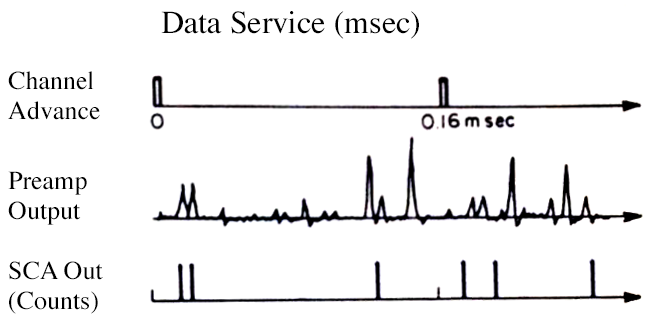 Data Service (msec)
Channel
Advance
0
0.16 msec
Preamp
Output
SCA Out
(Counts)